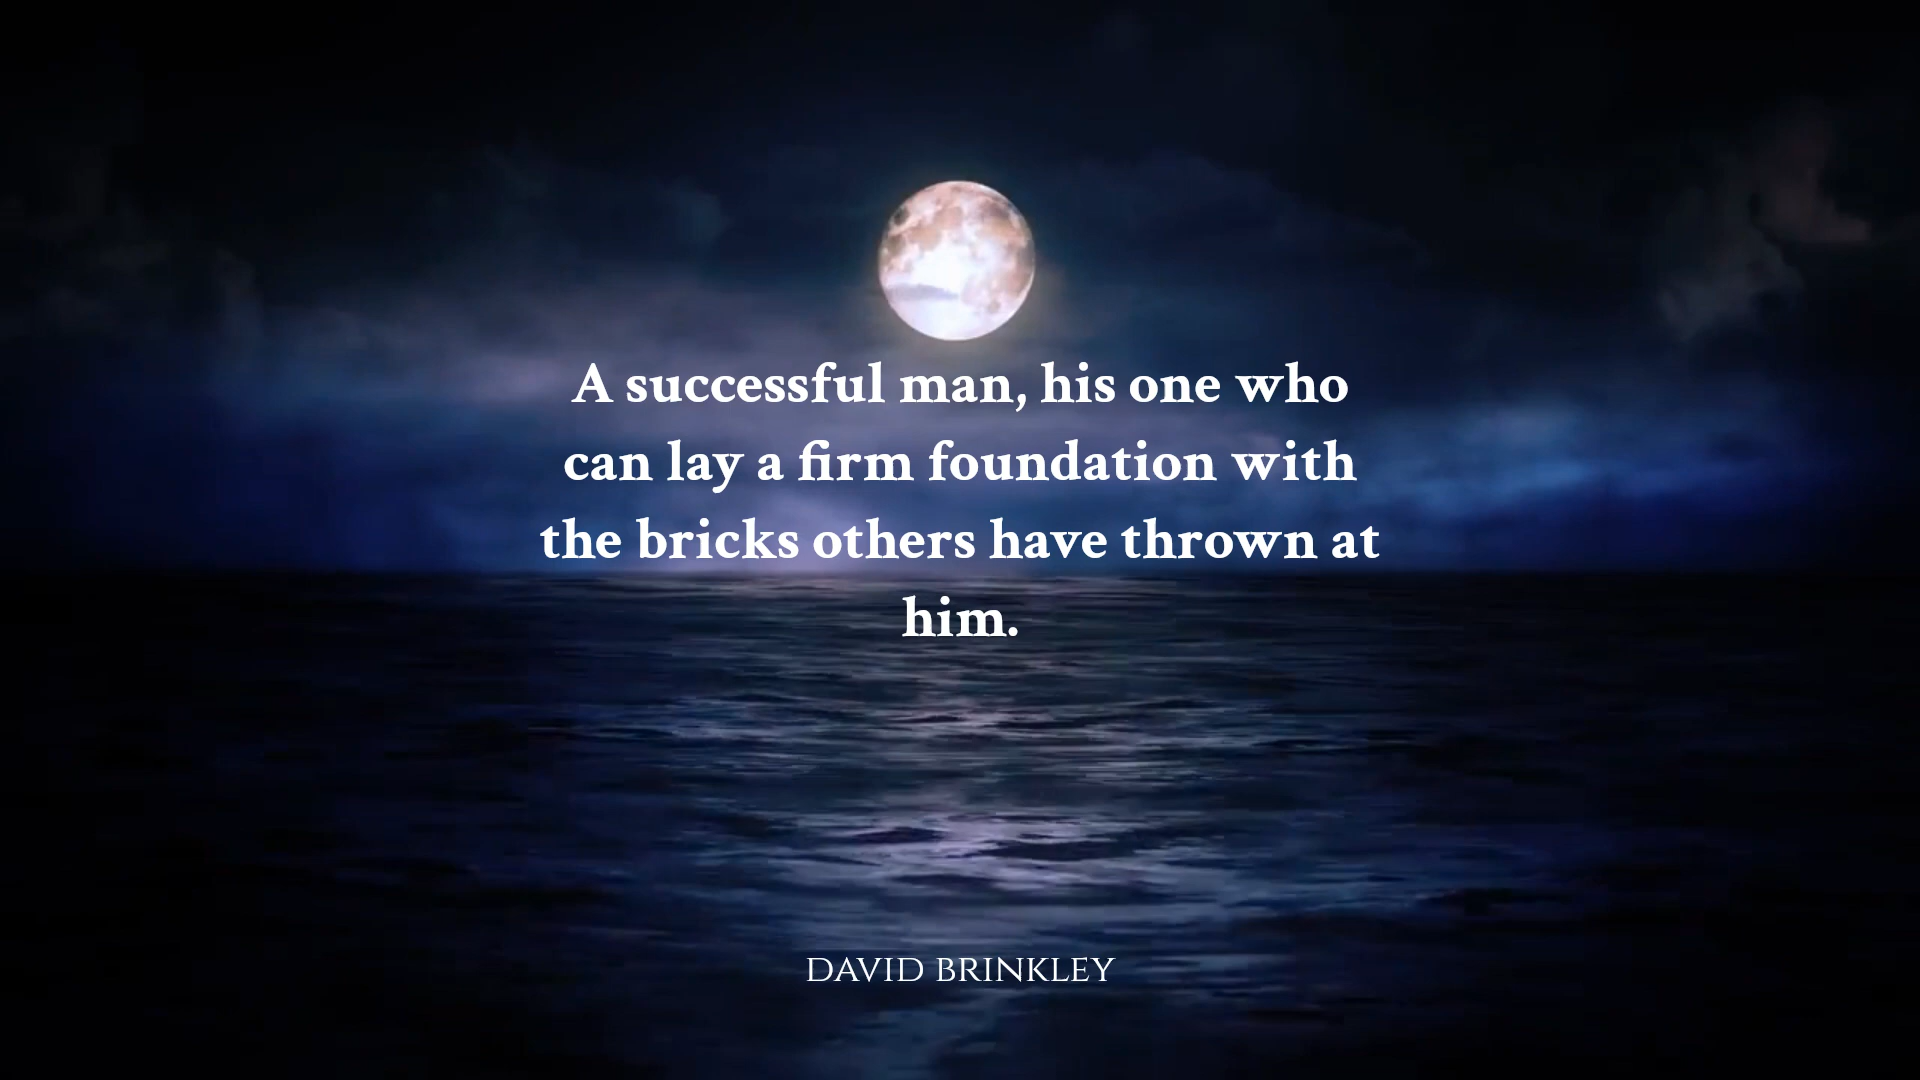 A successful man, his one who
can lay a firm foundation with
the bricks others have thrown at
him.
DAVID BRINKLEY